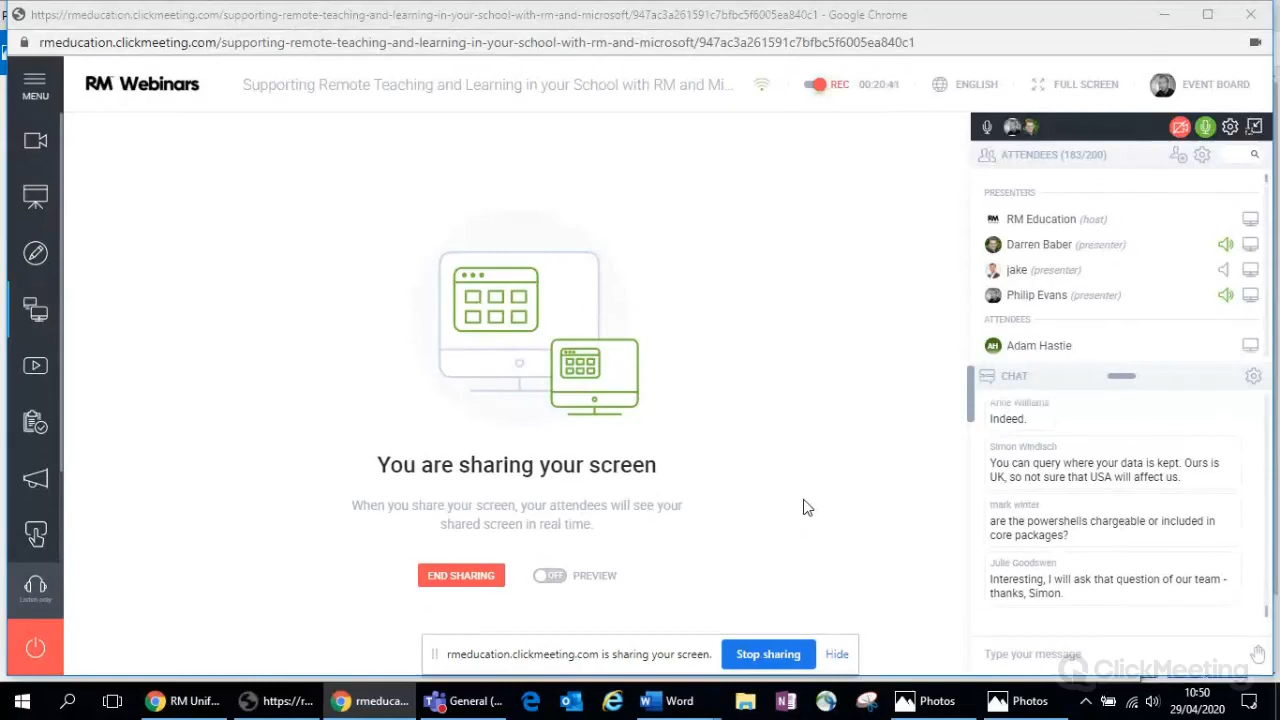 https://rmeducation.clickmeeting.com/supporting-remote-teaching-and-learning-in-your-school-with-rm-and-microsoft/947ac3a261591c7bfbc5f6005ea840c1 - Google Chrome
rmeducation.clickmeeting.com/supporting-remote-teaching-and-learning-in-your-school-with-rm-and-microsoft/947ac3a261591c7bfbc5f6005ea840c1
MENU
RM Webinars
Supporting Remote Teaching and Learning in your School with RM and Mi...
REC 00:20:41
ENGLISH
FULL SCREEN
EVENT BOARD
ATTENDEES (183/200)
PRESENTERS
RM RM Education (host)
Darren Baber (presenter)
jake (presenter)
Philip Evans (presenter)
ATTENDEES
AH Adam Hastie
CHAT
Anne Williams
Indeed.
Simon Windisch
You can query where your data is kept. Ours is
UK, so not sure that USA will affect us.
mark winter
are the powershells chargeable or included in
core packages?
Julie Goodswen
Interesting, I will ask that question of our team -
thanks, Simon.
Type your message
ClickMeeting
You are sharing your screen
When you share your screen, your attendees will see your
shared screen in real time.
END SHARING
OFF PREVIEW
Listen only
rmeducation.clickmeeting.com is sharing your screen.
Stop sharing
Hide
RM Unif...
https://r...
rmeduca...
General (...
Word
Photos
Photos
10:50
29/04/2020